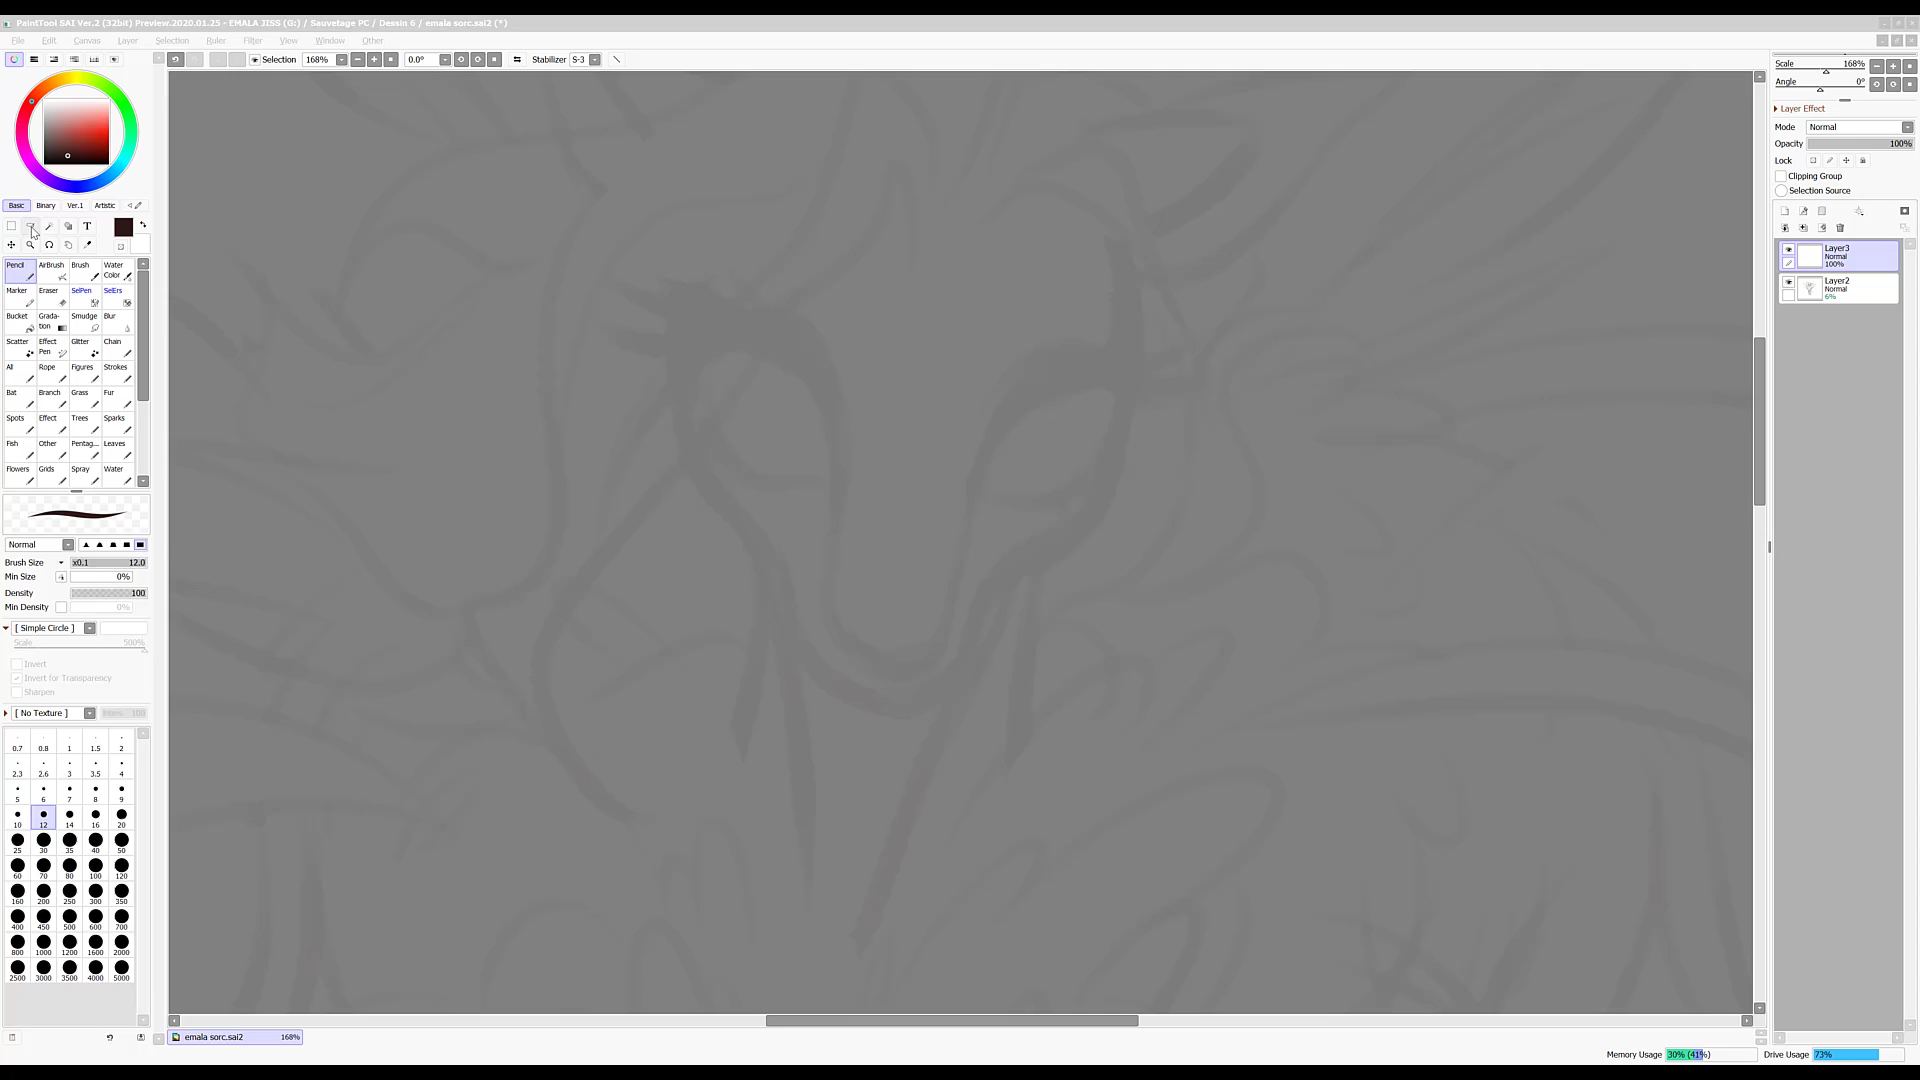 PaintTool SAI Ver.2 (32bit) Preview.2020.01.25 - EMALA JISS (G:) / Sauvetage PC / Dessin 6 / emala sorc.sai2 (*)
File Edit Canvas Layer Selection Ruler Filter View Window Other
Selection 168% 0.0° Stabilizer S-3
Scale 168%
Angle 0°
Layer Effect
Mode Normal
Opacity 100%
Lock
Clipping Group
Selection Source
Layer3
Normal
100%
Layer2
Normal
6%
Basic Binary Ver.1 Artistic
T
Pencil AirBrush Brush Water Color
Marker Eraser SelPen SelErs
Bucket Grada-tion Smudge Blur
Scatter Effect Pen Glitter Chain
All Rope Figures Strokes
Bat Branch Grass Fur
Spots Effect Trees Sparks
Fish Other Pentag... Leaves
Flowers Grids Spray Water
Normal
Brush Size x0.1 12.0
Min Size 0%
Density 100
Min Density 0%
[ Simple Circle ]
Scale 500%
Invert
Invert for Transparency
Sharpen
[ No Texture ] 100
0.7 0.8 1 1.5 2
2.3 2.6 3 3.5 4
5 6 7 8 9
10 12 14 16 20
25 30 35 40 50
60 70 80 100 120
160 200 250 300 350
400 450 500 600 700
800 1000 1200 1600 2000
2500 3000 3500 4000 5000
emala sorc.sai2 168%
Memory Usage 30% (41%) Drive Usage 73%